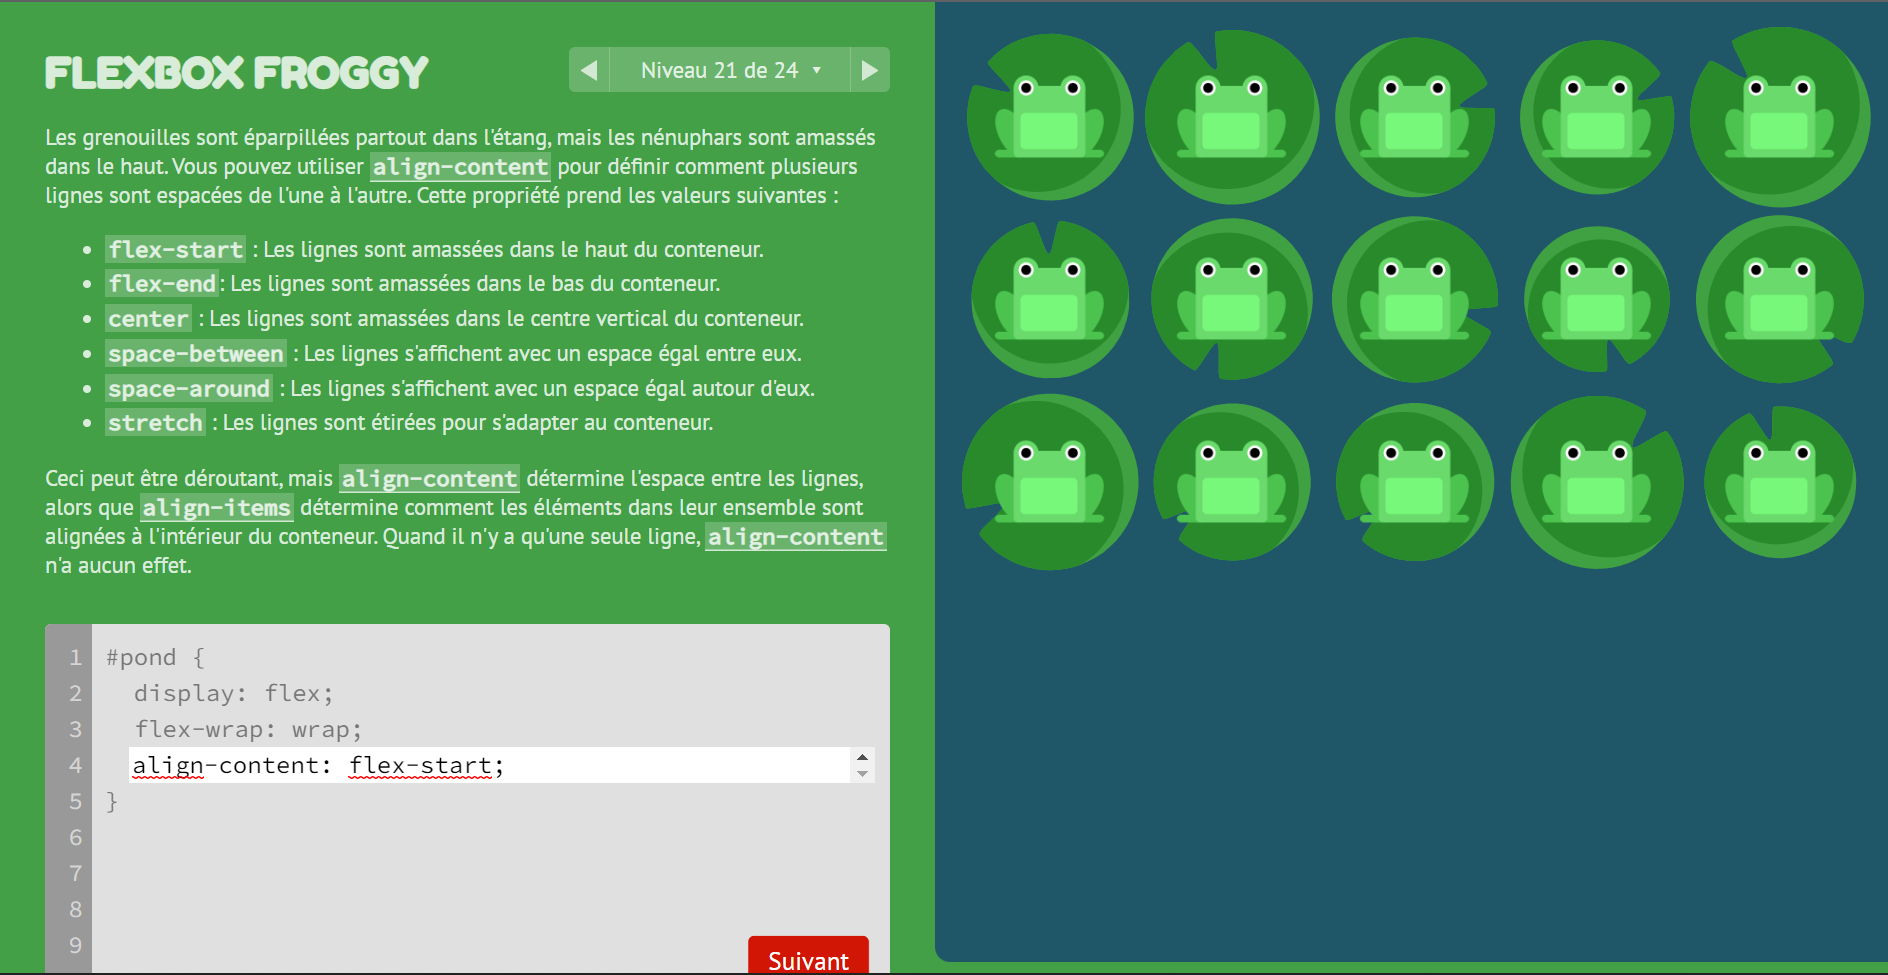 FLEXBOX FROGGY
Niveau 21 de 24
Les grenouilles sont éparpillées partout dans l'étang, mais les nénuphars sont amassés
dans le haut. Vous pouvez utiliser align-content pour définir comment plusieurs
lignes sont espacées de l'une à l'autre. Cette propriété prend les valeurs suivantes :
• flex-start : Les lignes sont amassées dans le haut du conteneur.
• flex-end: Les lignes sont amassées dans le bas du conteneur.
• center : Les lignes sont amassées dans le centre vertical du conteneur.
• space-between : Les lignes s'affichent avec un espace égal entre eux.
• space-around : Les lignes s'affichent avec un espace égal autour d'eux.
• stretch : Les lignes sont étirées pour s'adapter au conteneur.
Ceci peut être déroutant, mais align-content détermine l'espace entre les lignes,
alors que align-items détermine comment les éléments dans leur ensemble sont
alignées à l'intérieur du conteneur. Quand il n'y a qu'une seule ligne, align-content
n'a aucun effet.
1 #pond {
2 display: flex;
3 flex-wrap: wrap;
4 align-content: flex-start;
5 }
6
7
8
9
Suivant